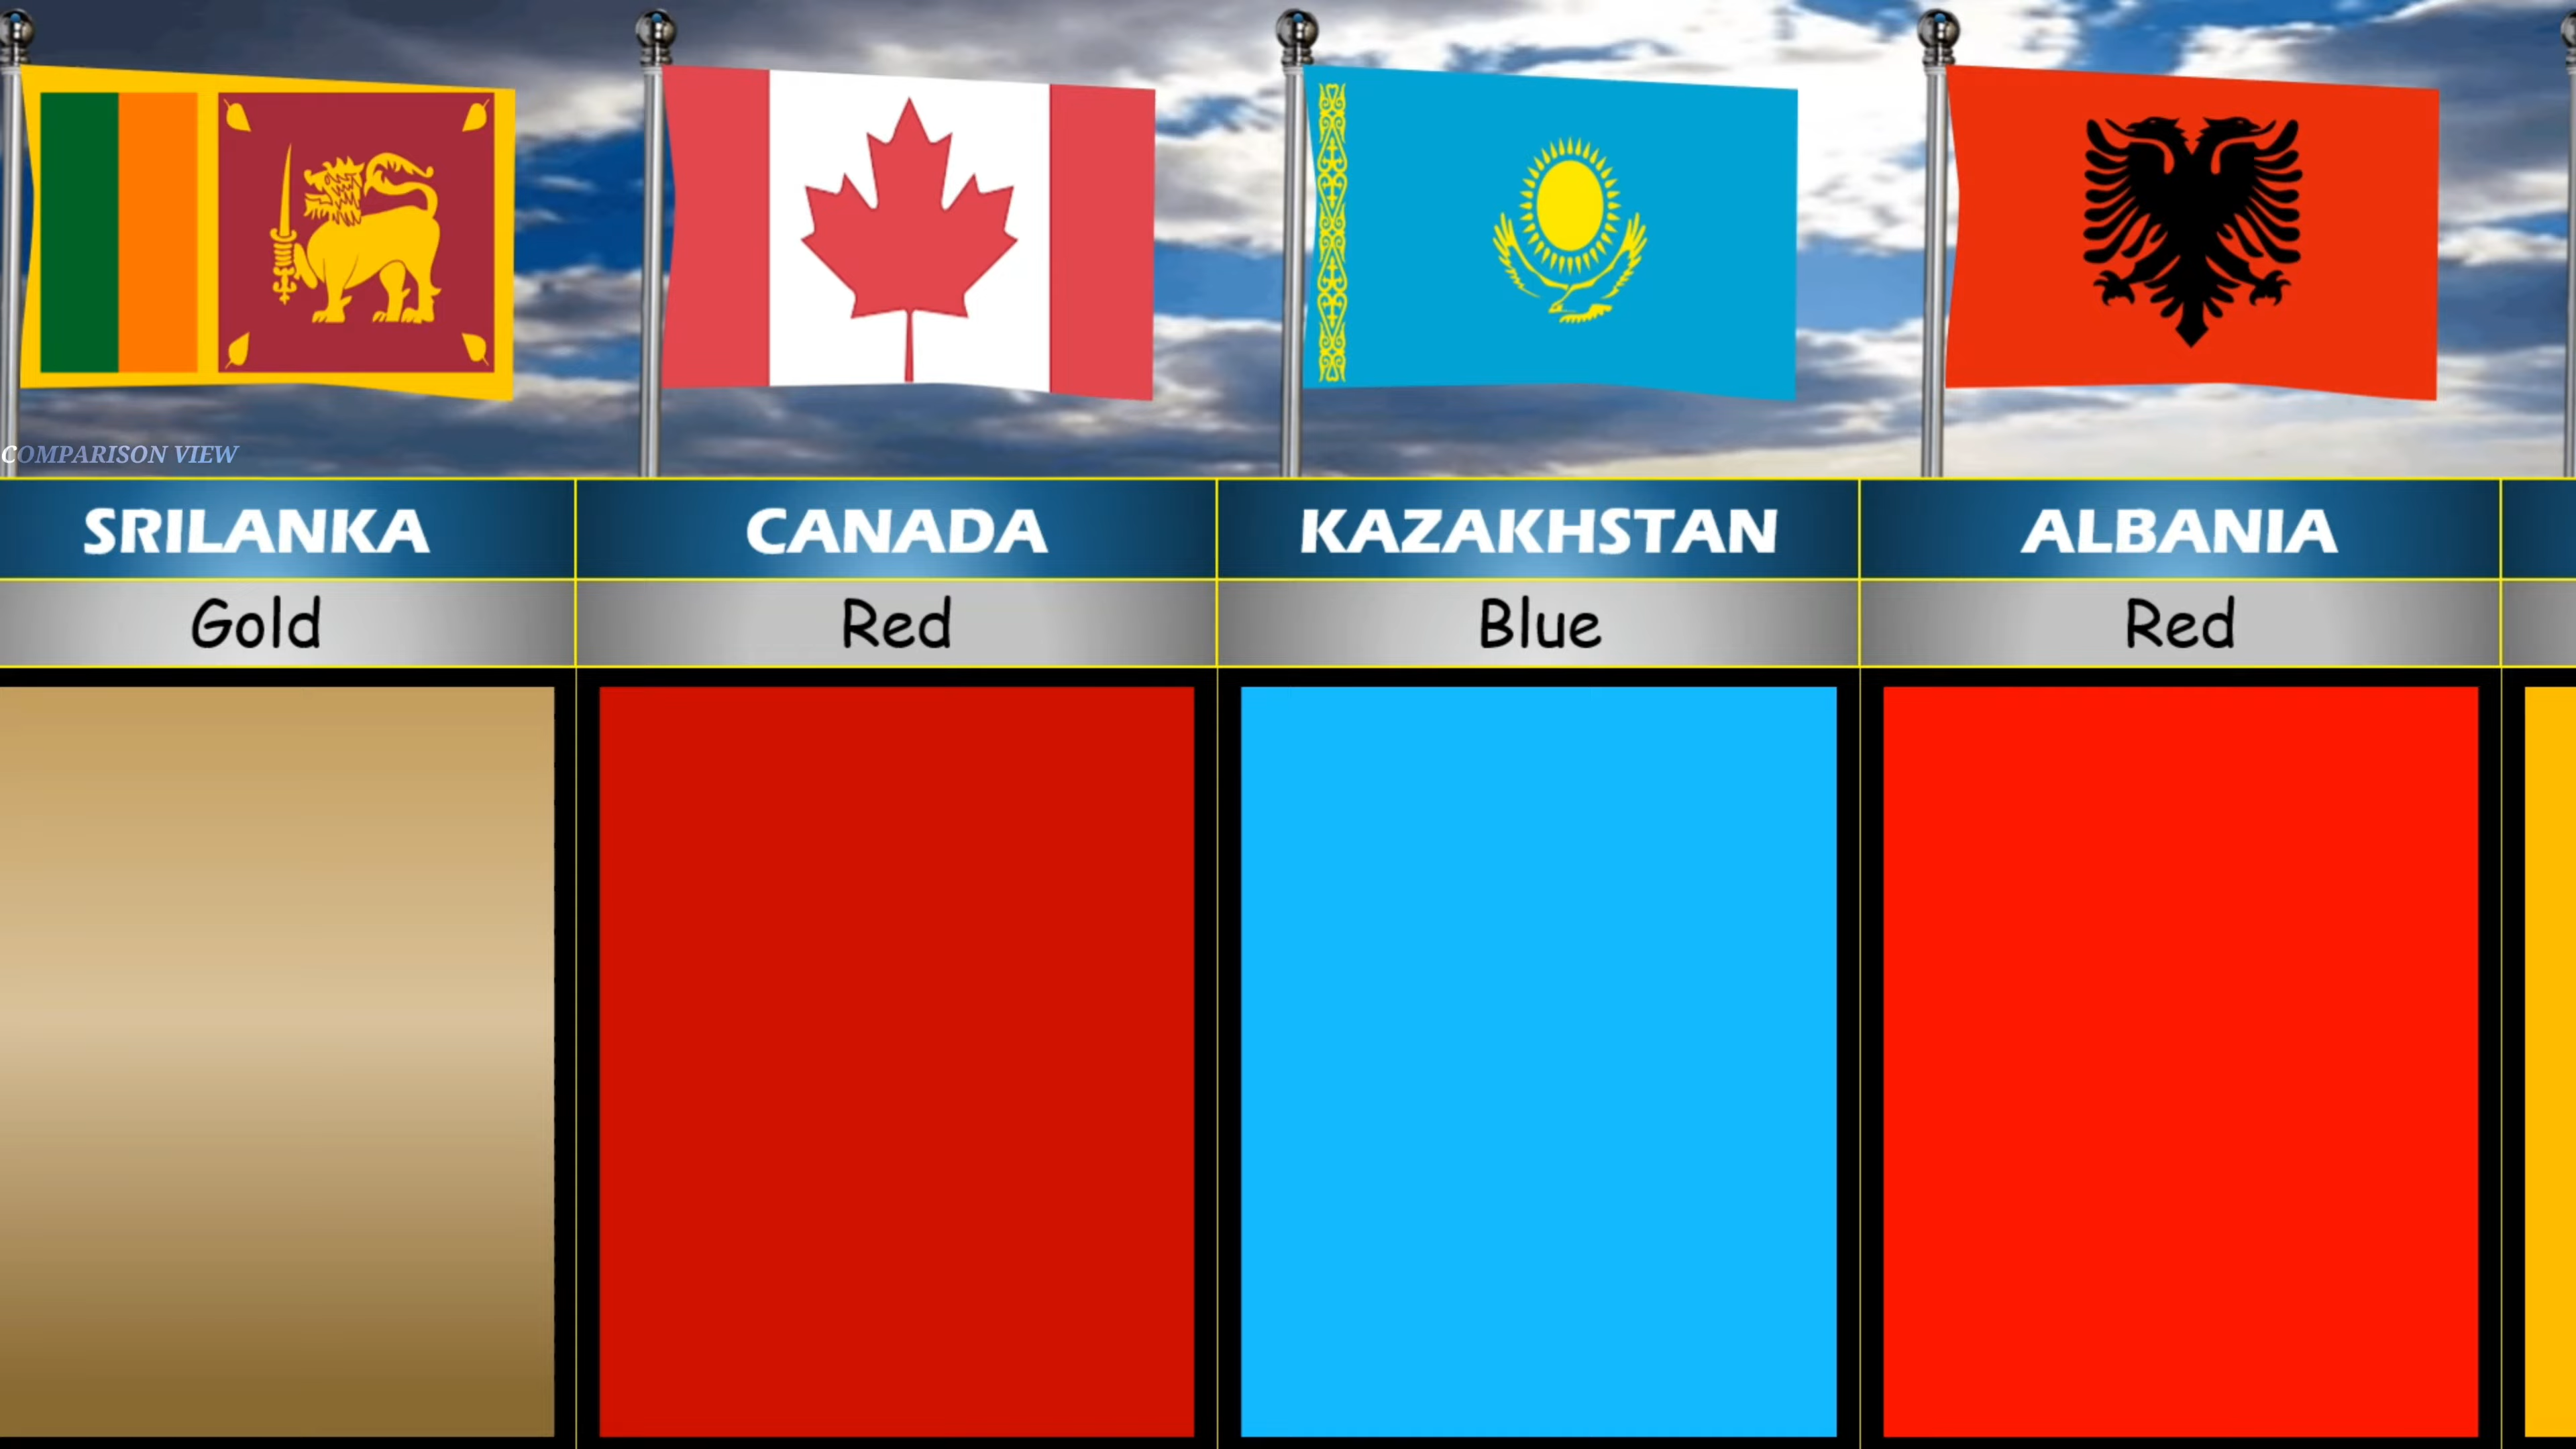 COMPARISON VIEW
SRILANKA
CANADA
KAZAKHSTAN
ALBANIA
Gold
Red
Blue
Red